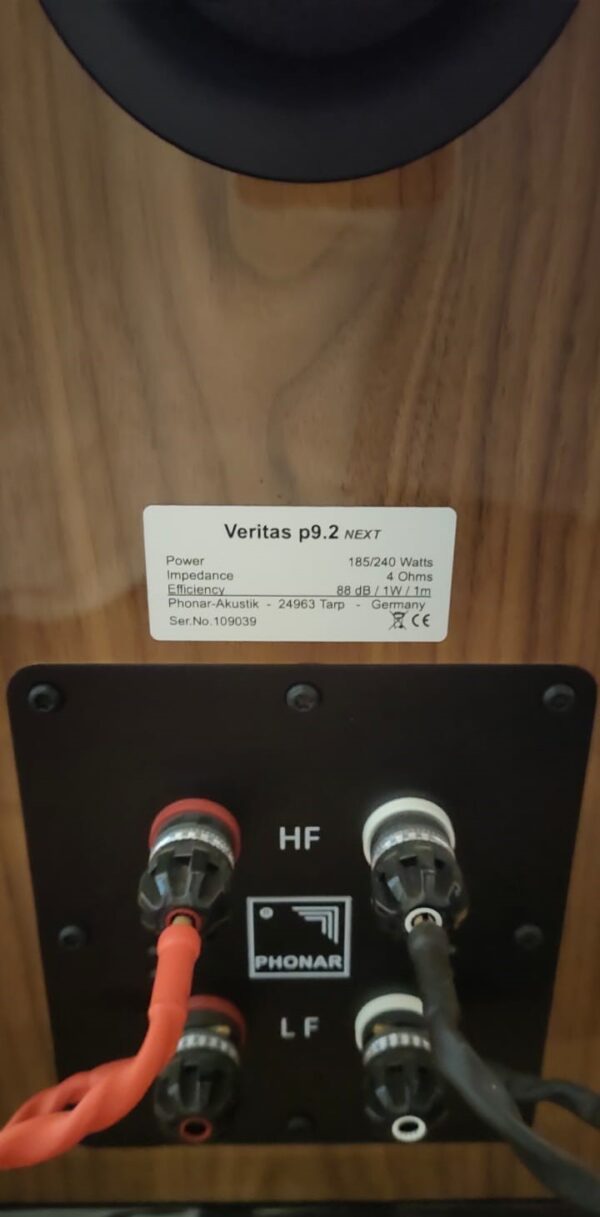 Veritas p9.2 NEXT
Power 185/240 Watts
Impedance 4 Ohms
Efficiency 88 dB / 1W / 1m
Phonar-Akustik - 24963 Tarp - Germany
Ser.No.109039 CE
HF
PHONAR
LF